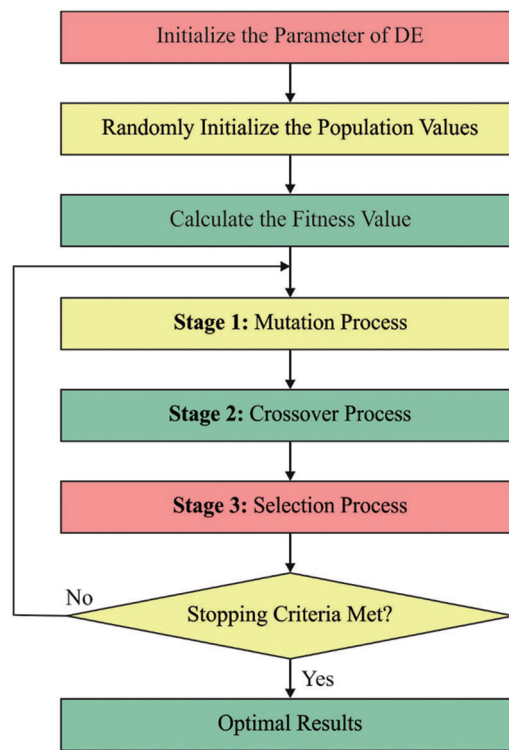 Initialize the Parameter of DE
Randomly Initialize the Population Values
Calculate the Fitness Value
Stage 1: Mutation Process
Stage 2: Crossover Process
Stage 3: Selection Process
No
Stopping Criteria Met?
Yes
Optimal Results